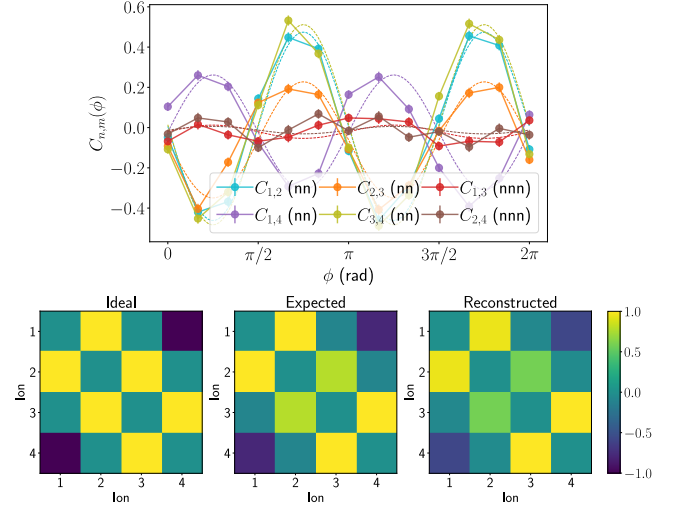 0.6
0.4
0.2
0.0
−0.2
−0.4
C_{n,m}(ϕ)
C_{1,2} (nn) C_{2,3} (nn) C_{1,3} (nnn)
C_{1,4} (nn) C_{3,4} (nn) C_{2,4} (nnn)
0 π/2 π 3π/2 2π
ϕ (rad)
Ideal Expected Reconstructed
1 2 3 4
Ion
1 2 3 4
Ion
1 2 3 4
Ion
1 2 3 4
Ion
1 2 3 4
Ion
1 2 3 4
Ion
1.0
0.5
0.0
−0.5
−1.0